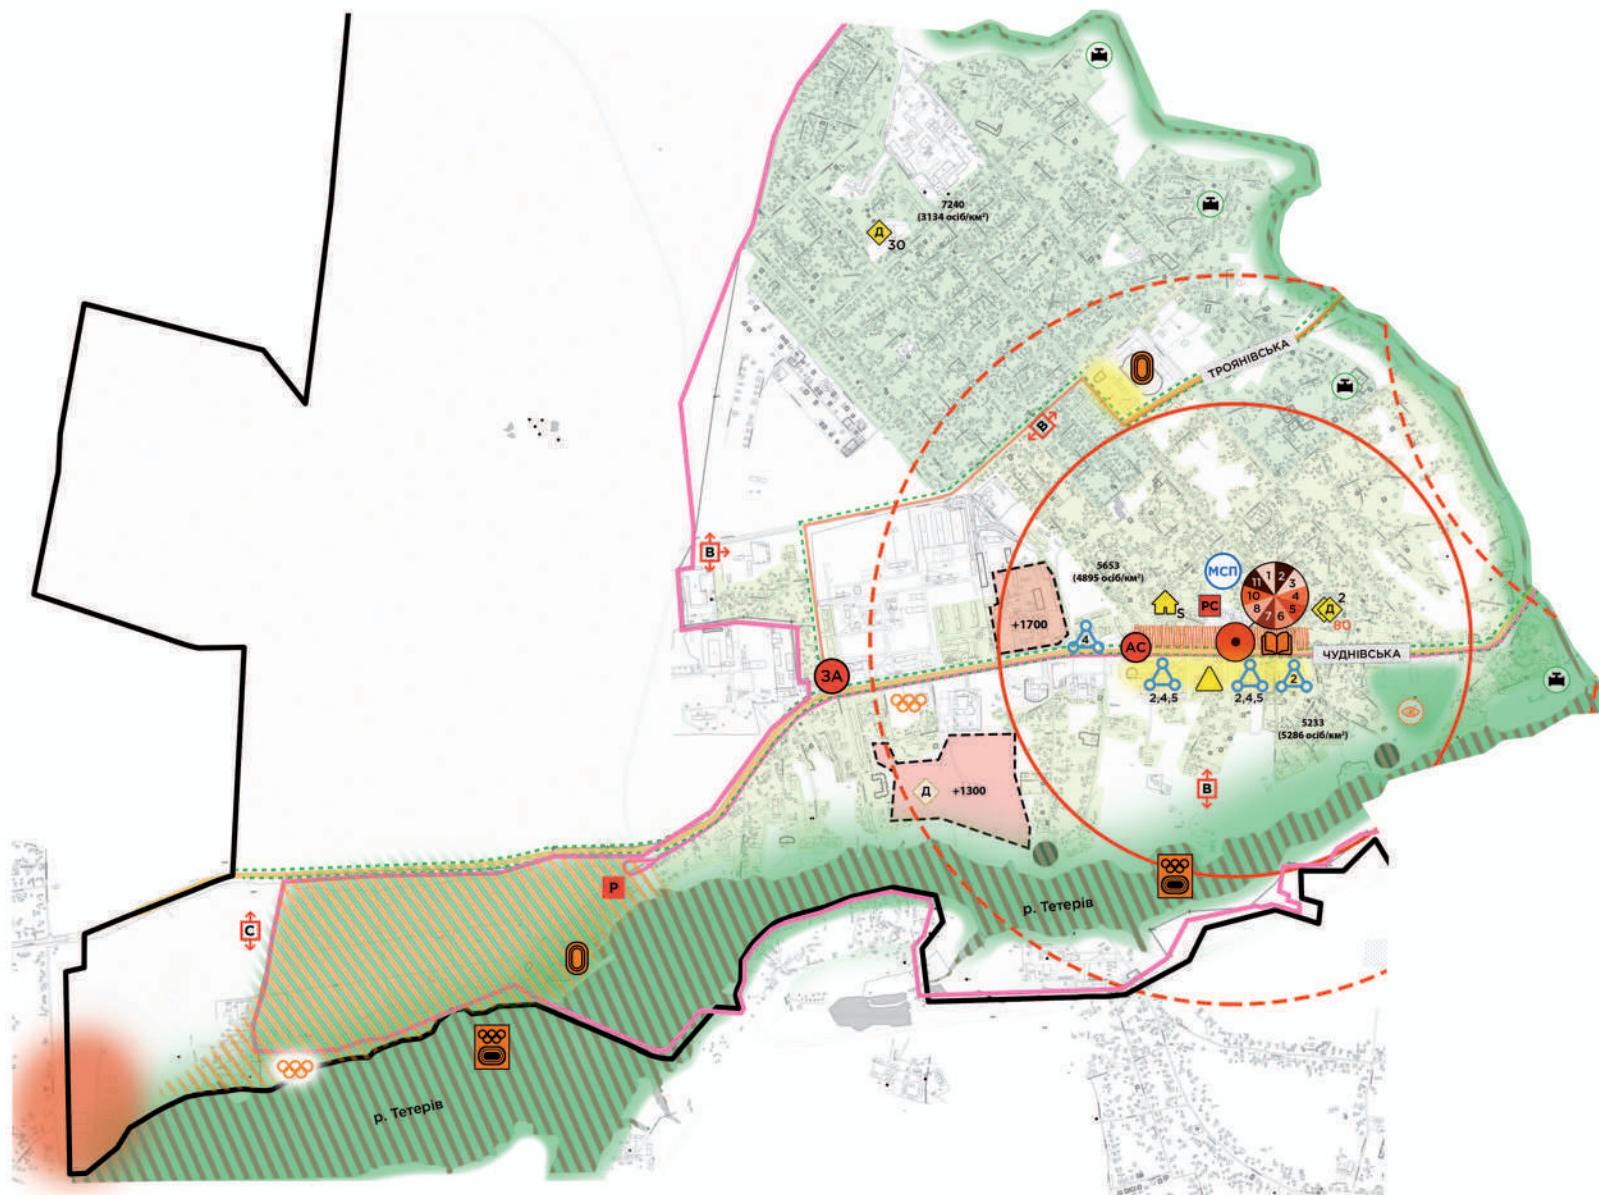 7240
(3134 осіб/км²)
Д
30
ТРОЯНІВСЬКА
В
В
5653
(4895 осіб/км²)
МСП
1
2
3
4
5
6
7
8
10
11
S
РС
2
Д
80
+1700
4
АС
ЧУДНІВСЬКА
ЗА
2,4,5
2,4,5
2
5233
(5286 осіб/км²)
Д
+1300
В
Р
р. Тетерів
С
р. Тетерів